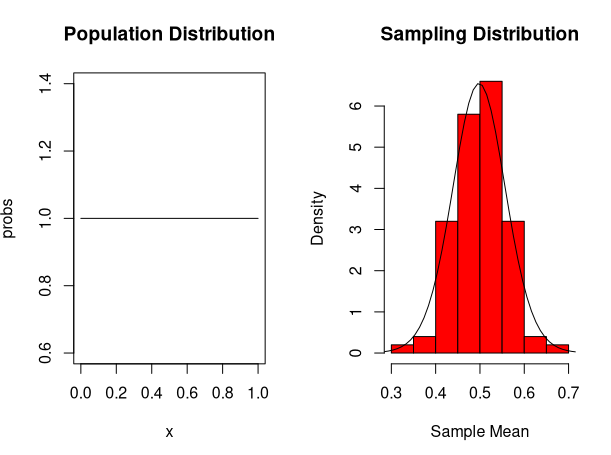 Population Distribution
probs
1.4
1.2
1.0
0.8
0.6
0.0 0.2 0.4 0.6 0.8 1.0
x
Sampling Distribution
Density
6
5
4
3
2
1
0
0.3 0.4 0.5 0.6 0.7
Sample Mean